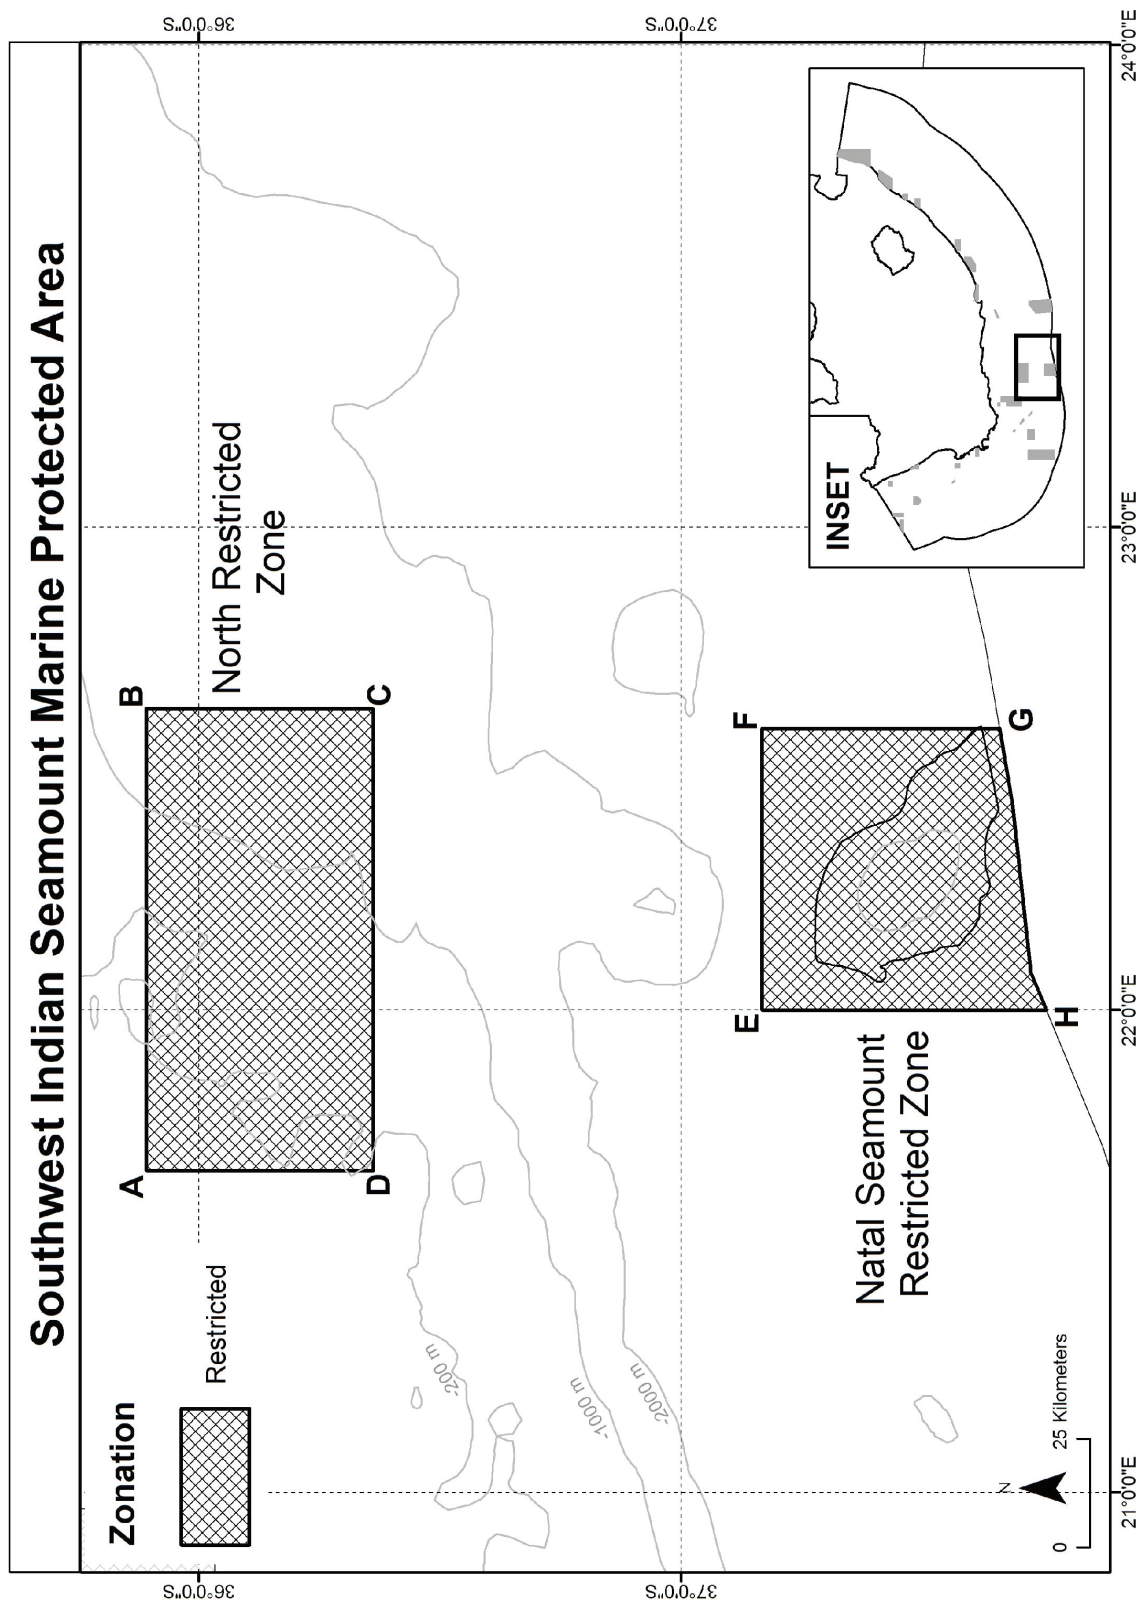 Southwest Indian Seamount Marine Protected Area
36°0'0"S
37°0'0"S
36°0'0"S
37°0'0"S
Zonation
Restricted
A
B
C
D
North Restricted
Zone
-200 m
-1000 m
-2000 m
E
F
G
H
Natal Seamount
Restricted Zone
INSET
N
0
25 Kilometers
21°0'0"E
22°0'0"E
23°0'0"E
24°0'0"E